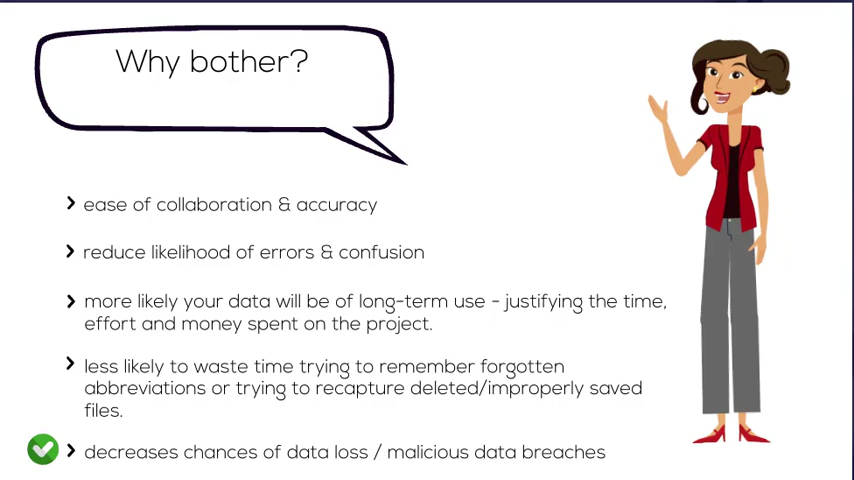 Why bother?
ease of collaboration & accuracy
reduce likelihood of errors & confusion
more likely your data will be of long-term use - justifying the time,
effort and money spent on the project.
less likely to waste time trying to remember forgotten
abbreviations or trying to recapture deleted/improperly saved
files.
decreases chances of data loss / malicious data breaches